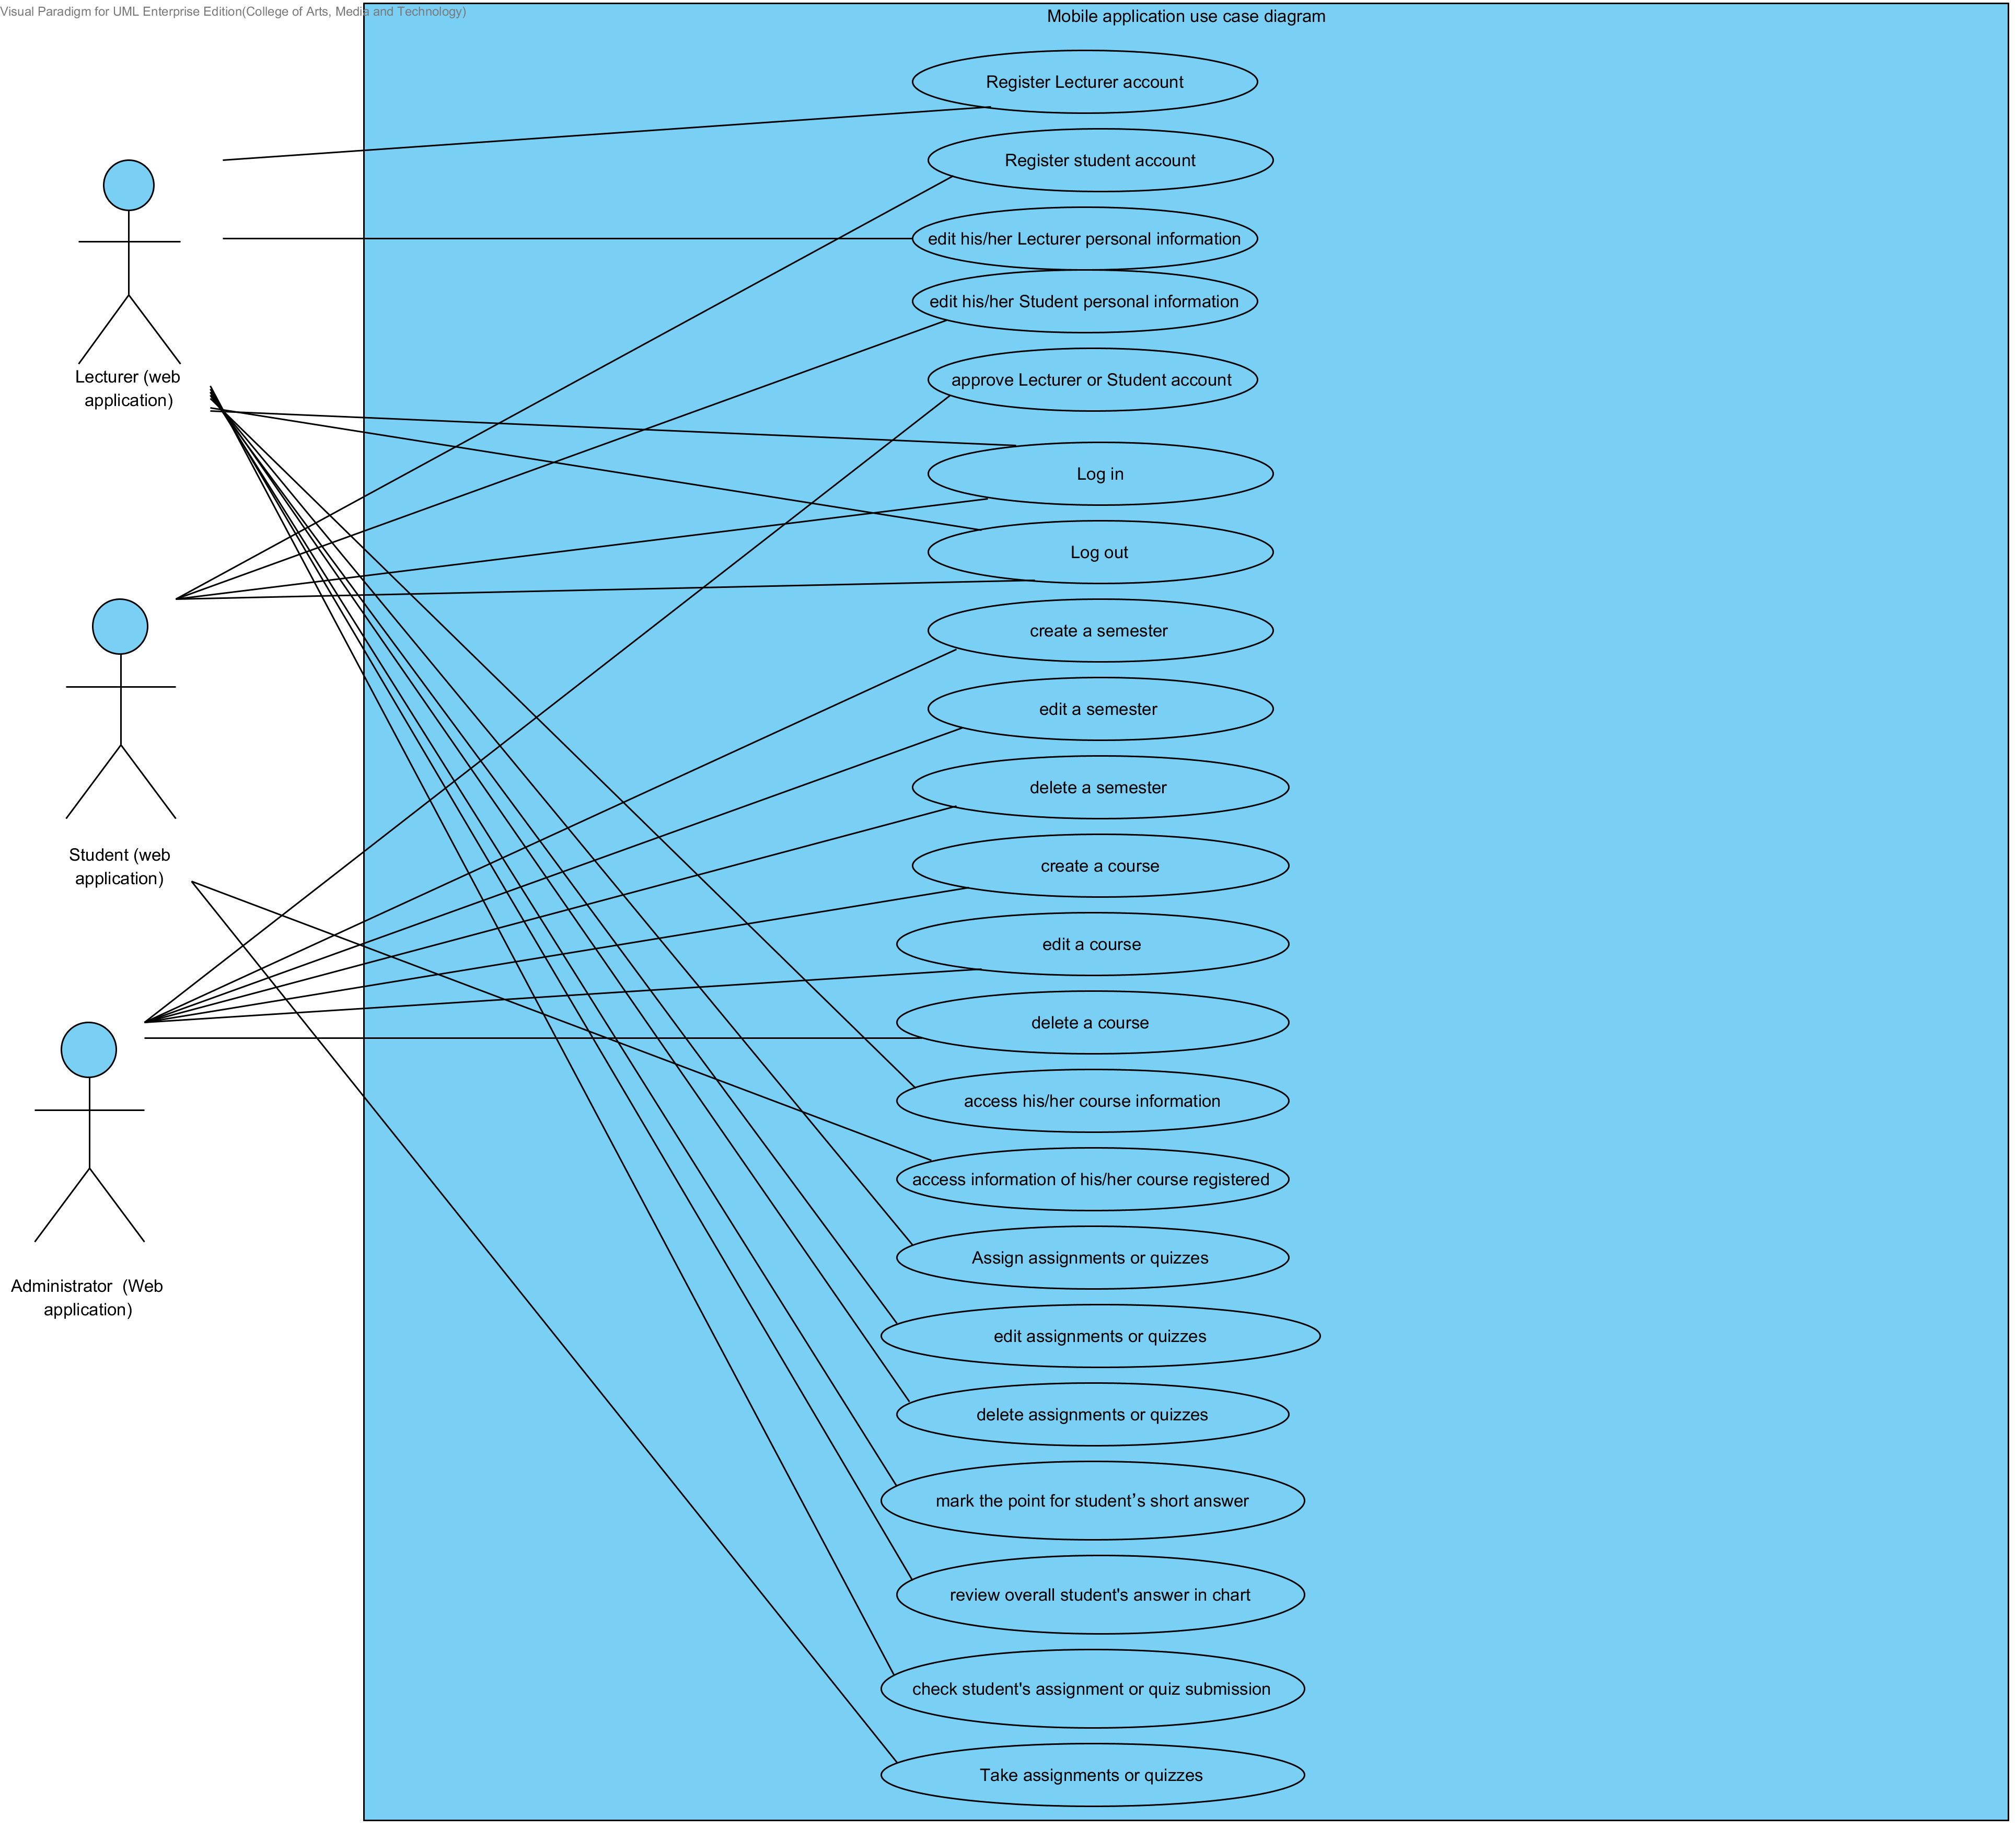 Visual Paradigm for UML Enterprise Edition(College of Arts, Media and Technology)
Mobile application use case diagram
Register Lecturer account
Register student account
edit his/her Lecturer personal information
edit his/her Student personal information
approve Lecturer or Student account
Lecturer (web
application)
Log in
Log out
create a semester
edit a semester
delete a semester
Student (web
application)
create a course
edit a course
delete a course
access his/her course information
access information of his/her course registered
Assign assignments or quizzes
Administrator  (Web
application)
edit assignments or quizzes
delete assignments or quizzes
mark the point for student’s short answer
review overall student's answer in chart
check student's assignment or quiz submission
Take assignments or quizzes